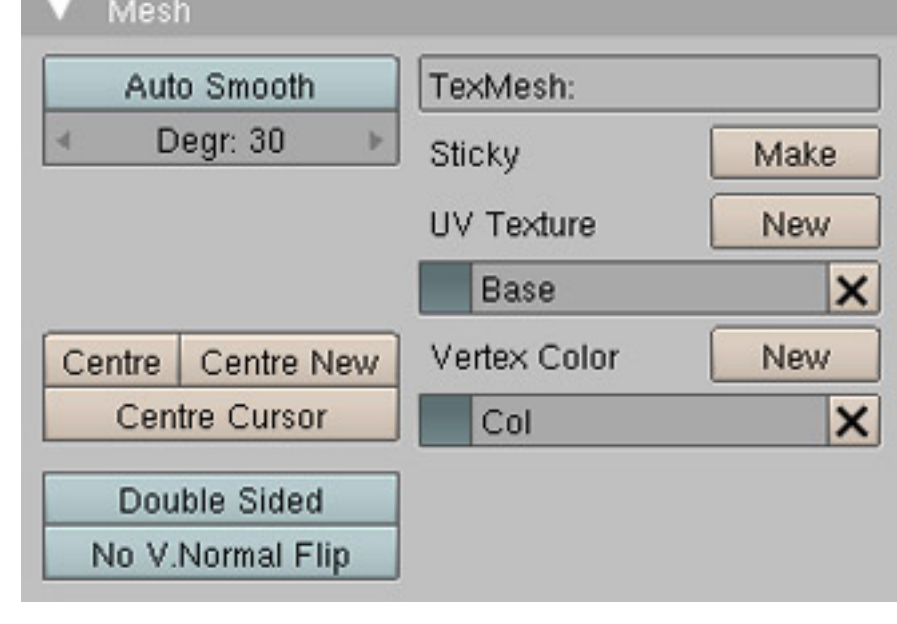 Mesh
Auto Smooth
Degr: 30
Centre
Centre New
Centre Cursor
Double Sided
No V.Normal Flip
TexMesh:
Sticky
Make
UV Texture
New
Base
Vertex Color
New
Col